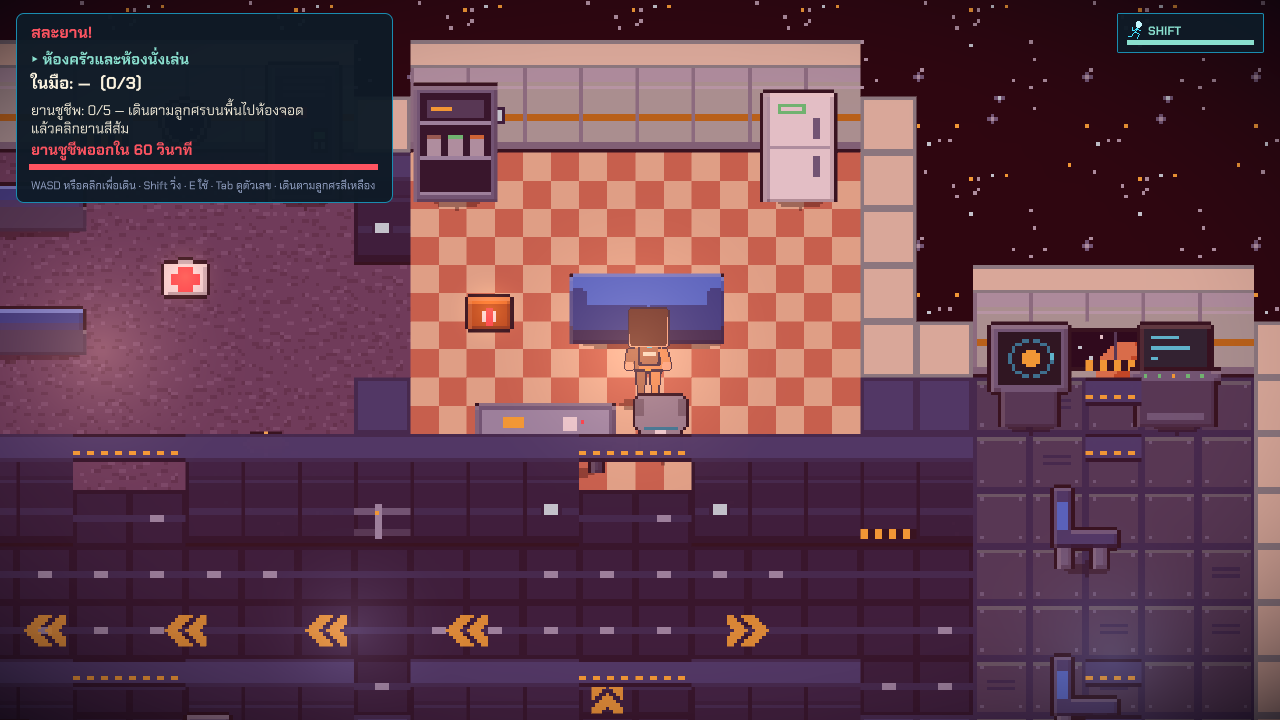 สละยาน!
▸ ห้องครัวและห้องนั่งเล่น
ในมือ: — (0/3)
ยานชูชีพ: 0/5 — เดินตามลูกศรบนพื้นไปห้องจอด
แล้วคลิกยานสีส้ม
ยานชูชีพออกใน 60 วินาที
WASD หรือคลิกเพื่อเดิน · Shift วิ่ง · E ใช้ · Tab ดูตัวเลข · เดินตามลูกศรสีเหลือง
SHIFT